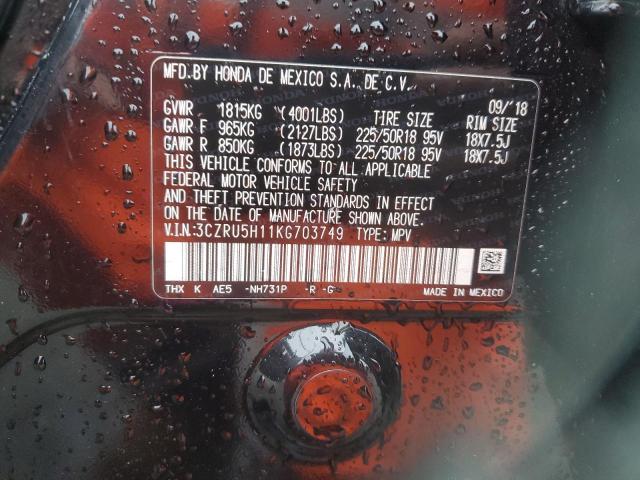 MFD.BY HONDA DE MEXICO S.A. DE C.V.
09/'18
GVWR 1815KG (4001LBS) TIRE SIZE RIM SIZE
GAWR F 965KG (2127LBS) 225/50R18 95V 18X7.5J
GAWR R 850KG (1873LBS) 225/50R18 95V 18X7.5J
THIS VEHICLE CONFORMS TO ALL APPLICABLE
FEDERAL MOTOR VEHICLE SAFETY
AND THEFT PREVENTION STANDARDS IN EFFECT
ON THE DATE OF MANUFACTURE SHOWN ABOVE.
V.I.N.:3CZRU5H11KG703749 TYPE: MPV
THX K AE5 -NH731P -R -G MADE IN MEXICO